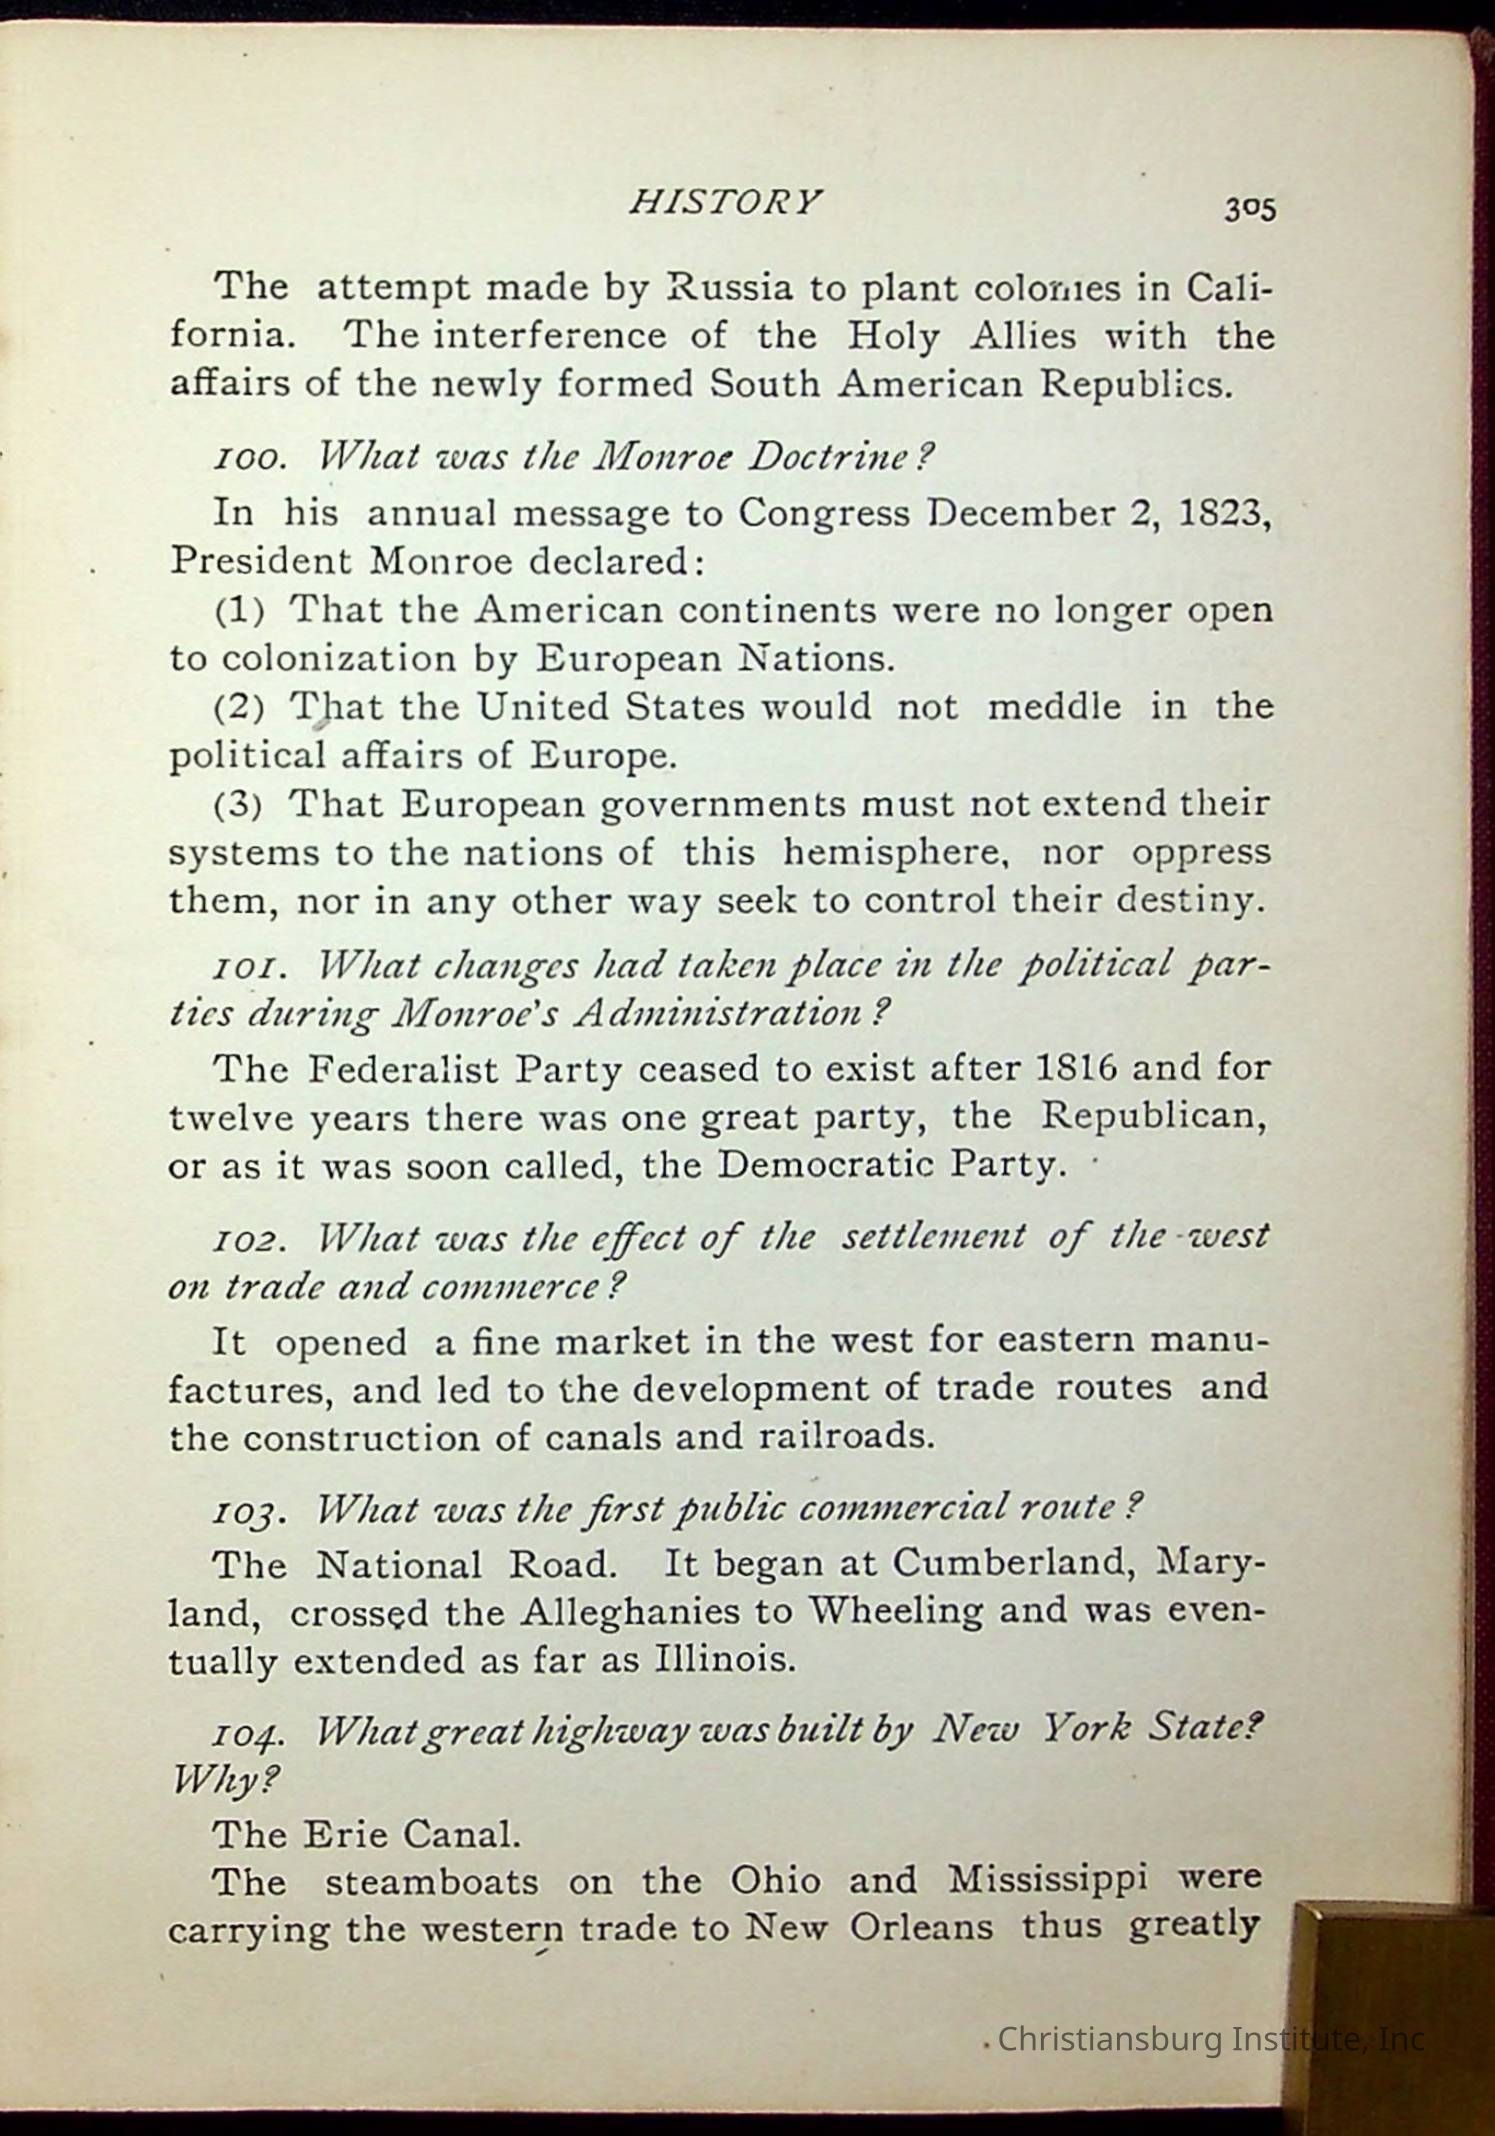 HISTORY 305
The attempt made by Russia to plant colonies in Cali-
fornia. The interference of the Holy Allies with the
affairs of the newly formed South American Republics.
100. What was the Monroe Doctrine?
In his annual message to Congress December 2, 1823,
President Monroe declared:
(1) That the American continents were no longer open
to colonization by European Nations.
(2) That the United States would not meddle in the
political affairs of Europe.
(3) That European governments must not extend their
systems to the nations of this hemisphere, nor oppress
them, nor in any other way seek to control their destiny.
101. What changes had taken place in the political par-
ties during Monroe's Administration?
The Federalist Party ceased to exist after 1816 and for
twelve years there was one great party, the Republican,
or as it was soon called, the Democratic Party.
102. What was the effect of the settlement of the west
on trade and commerce?
It opened a fine market in the west for eastern manu-
factures, and led to the development of trade routes and
the construction of canals and railroads.
103. What was the first public commercial route?
The National Road. It began at Cumberland, Mary-
land, crossed the Alleghanies to Wheeling and was even-
tually extended as far as Illinois.
104. What great highway was built by New York State?
Why?
The Erie Canal.
The steamboats on the Ohio and Mississippi were
carrying the western trade to New Orleans thus greatly
Christiansburg Institute, Inc